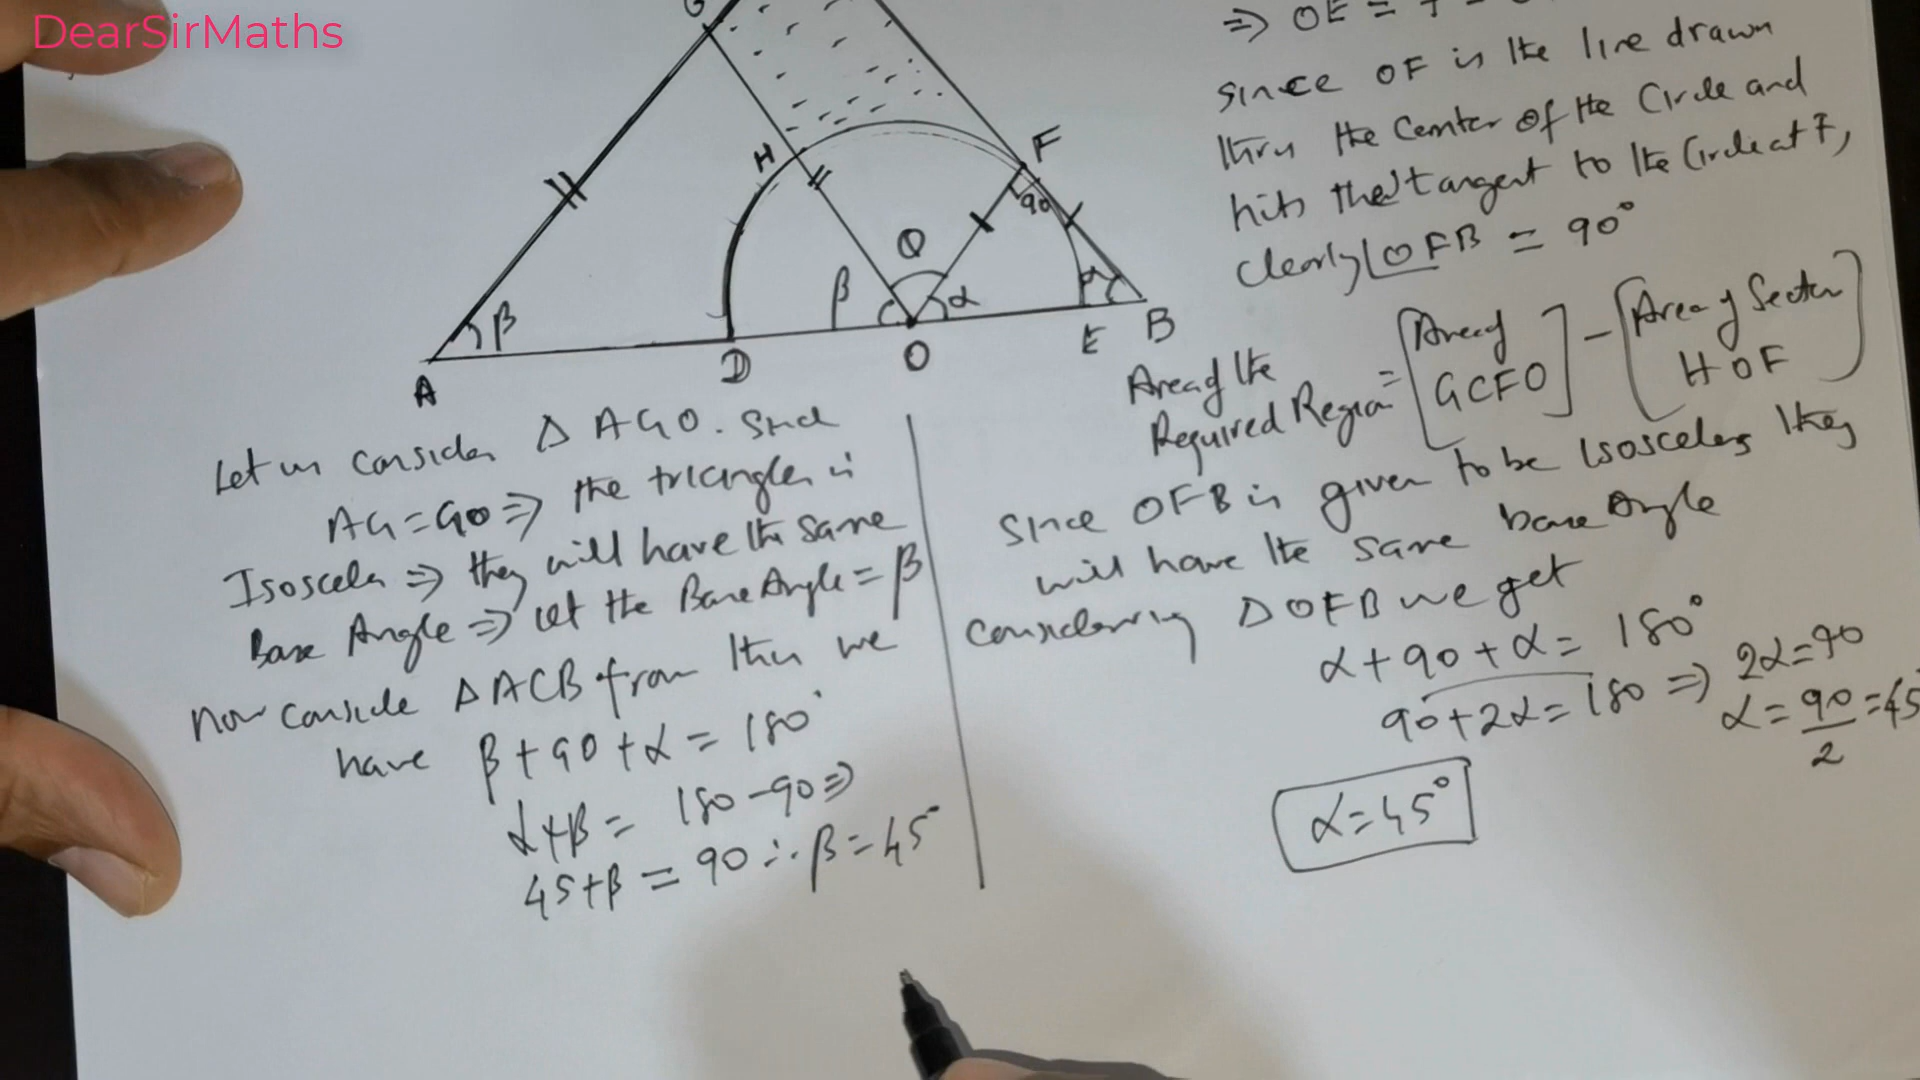 DearSirMaths
G
H
F
90
Q
β
α
α
β
A
D
O
E
B
=> OE =
since OF is the line drawn
thru the Center of the Circle and
hits the tangent to the Circle at F,
clearly ∠OFB = 90°
Area of the
Required Region = [Area of GCFO] - [Area of Sector HOF]
Since OFB is given to be Isosceles they
will have the same base Angle
considering Δ OFB we get
α + 90 + α = 180°
90 + 2α = 180 => 2α = 90
α = 90/2 = 45
α = 45°
Let us consider Δ AGO. Since
AG = GO => the triangle is
Isosceles => they will have the same
Base Angle => let the Base Angle = β
now conside ΔACB from this we
have β + 90 + α = 180°
α + β = 180 - 90 =>
45 + β = 90 ∴ β = 45°